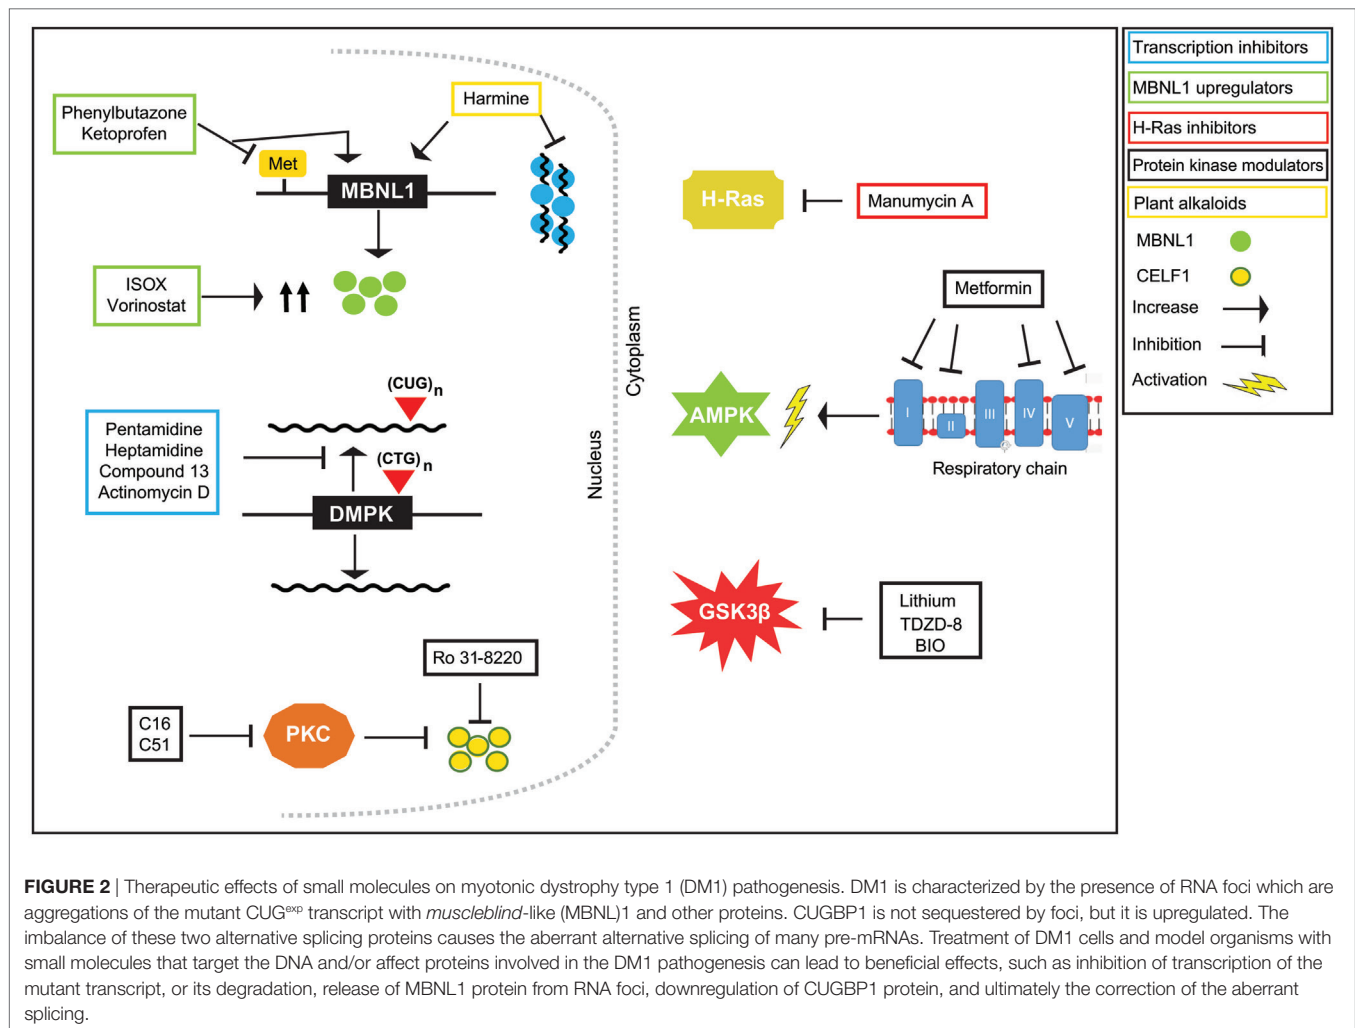 Phenylbutazone
Ketoprofen
Met
MBNL1
Harmine
ISOX
Vorinostat
(CUG)n
Pentamidine
Heptamidine
Compound 13
Actinomycin D
(CTG)n
DMPK
Ro 31-8220
C16
C51
PKC
Nucleus
Cytoplasm
H-Ras
Manumycin A
Metformin
AMPK
I
II
III
IV
V
Respiratory chain
GSK3β
Lithium
TDZD-8
BIO
Transcription inhibitors
MBNL1 upregulators
H-Ras inhibitors
Protein kinase modulators
Plant alkaloids
MBNL1
CELF1
Increase
Inhibition
Activation
FIGURE 2 | Therapeutic effects of small molecules on myotonic dystrophy type 1 (DM1) pathogenesis. DM1 is characterized by the presence of RNA foci which are
aggregations of the mutant CUGexp transcript with muscleblind-like (MBNL)1 and other proteins. CUGBP1 is not sequestered by foci, but it is upregulated. The
imbalance of these two alternative splicing proteins causes the aberrant alternative splicing of many pre-mRNAs. Treatment of DM1 cells and model organisms with
small molecules that target the DNA and/or affect proteins involved in the DM1 pathogenesis can lead to beneficial effects, such as inhibition of transcription of the
mutant transcript, or its degradation, release of MBNL1 protein from RNA foci, downregulation of CUGBP1 protein, and ultimately the correction of the aberrant
splicing.